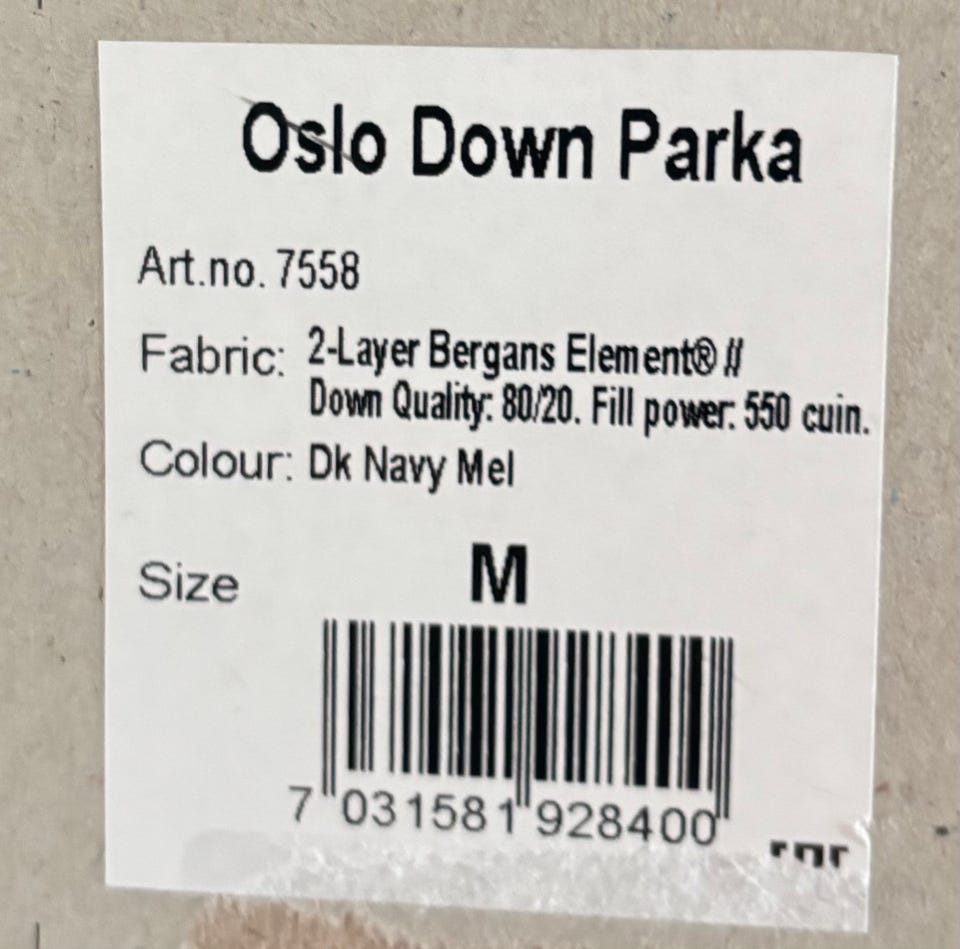 Oslo Down Parka
Art.no. 7558
Fabric: 2-Layer Bergans Element® //
Down Quality: 80/20. Fill power: 550 cuin.
Colour: Dk Navy Mel
Size M
7 031581 928400